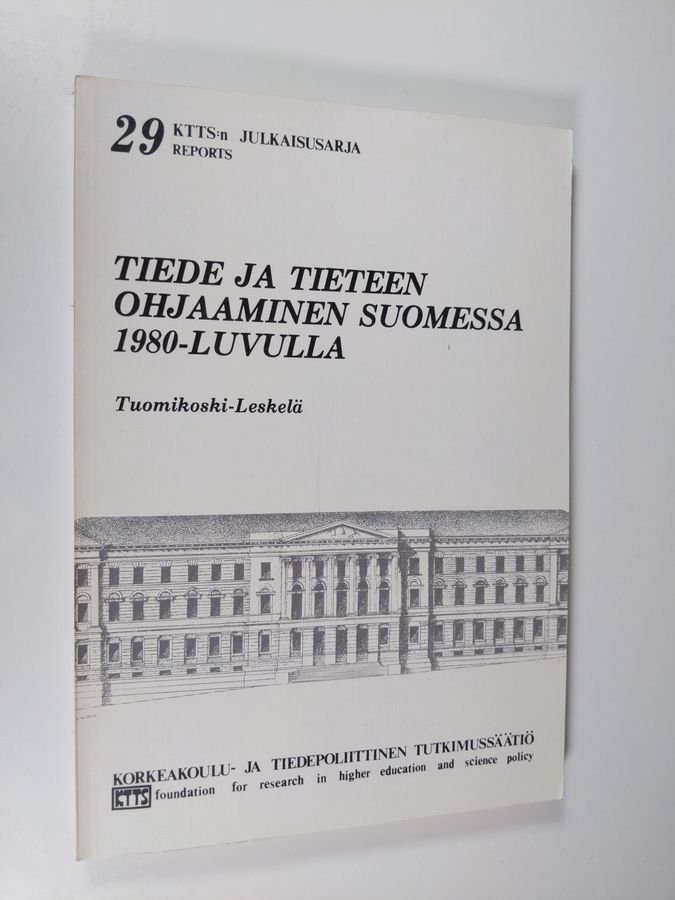 29 KTTS:n JULKAISUSARJA
REPORTS
TIEDE JA TIETEEN
OHJAAMINEN SUOMESSA
1980-LUVULLA
Tuomikoski-Leskelä
KORKEAKOULU- JA TIEDEPOLIITTINEN TUTKIMUSSÄÄTIÖ
KTTS foundation for research in higher education and science policy